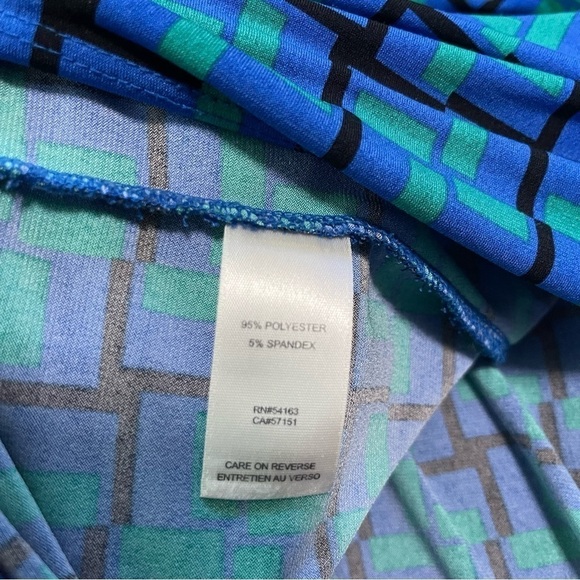 95% POLYESTER
5% SPANDEX
RN#54163
CA#57151
CARE ON REVERSE
ENTRETIEN AU VERSO